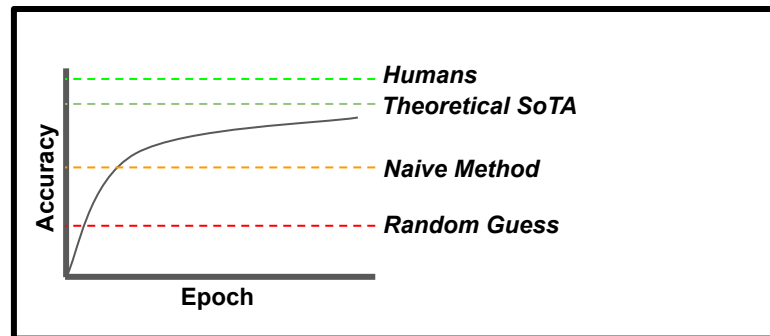 Humans
Theoretical SoTA
Naive Method
Random Guess
Accuracy
Epoch